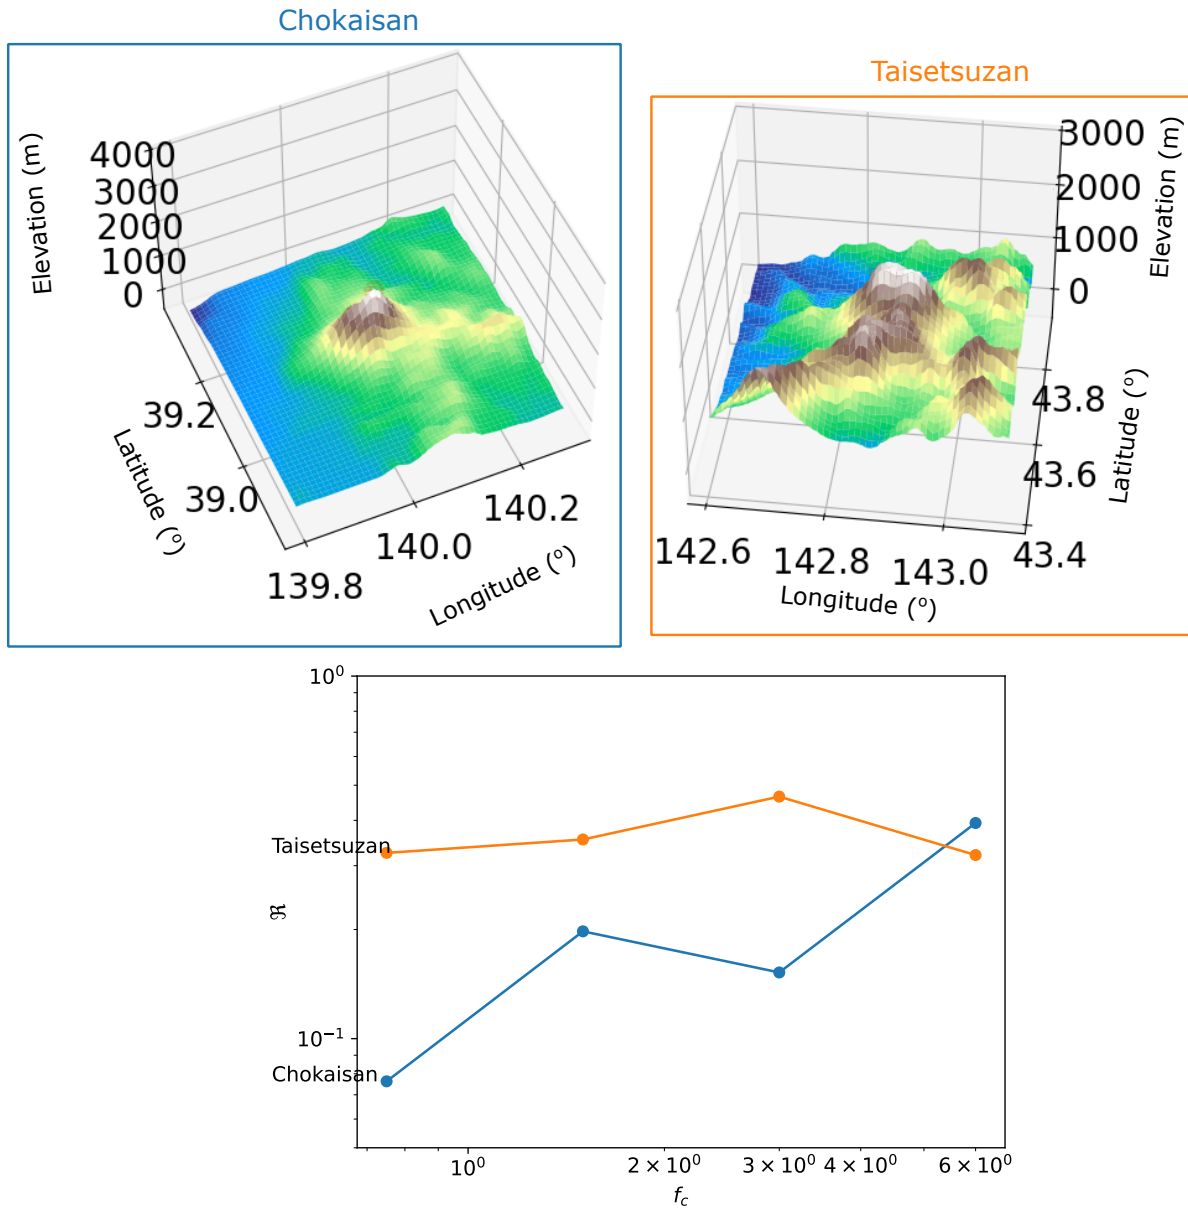 Chokaisan
Elevation (m)
4000
3000
2000
1000
0
39.2
39.0
Latitude (º)
139.8
140.0
140.2
Longitude (º)
Taisetsuzan
3000
2000
1000
0
Elevation (m)
43.8
43.6
43.4
Latitude (º)
142.6
142.8
143.0
Longitude (º)
10⁰
10⁻¹
ℜ
Taisetsuzan
Chokaisan
10⁰
2 × 10⁰
3 × 10⁰
4 × 10⁰
6 × 10⁰
f_c